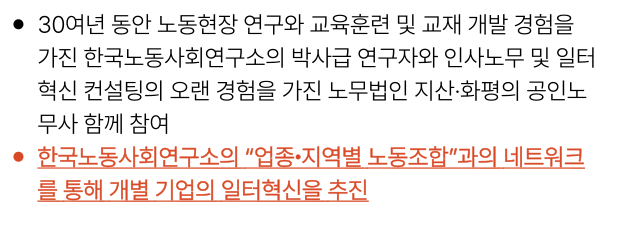 • 30여년 동안 노동현장 연구와 교육훈련 및 교재 개발 경험을
가진 한국노동사회연구소의 박사급 연구자와 인사노무 및 일터
혁신 컨설팅의 오랜 경험을 가진 노무법인 지산·화평의 공인노
무사 함께 참여
• 한국노동사회연구소의 “업종•지역별 노동조합”과의 네트워크
를 통해 개별 기업의 일터혁신을 추진